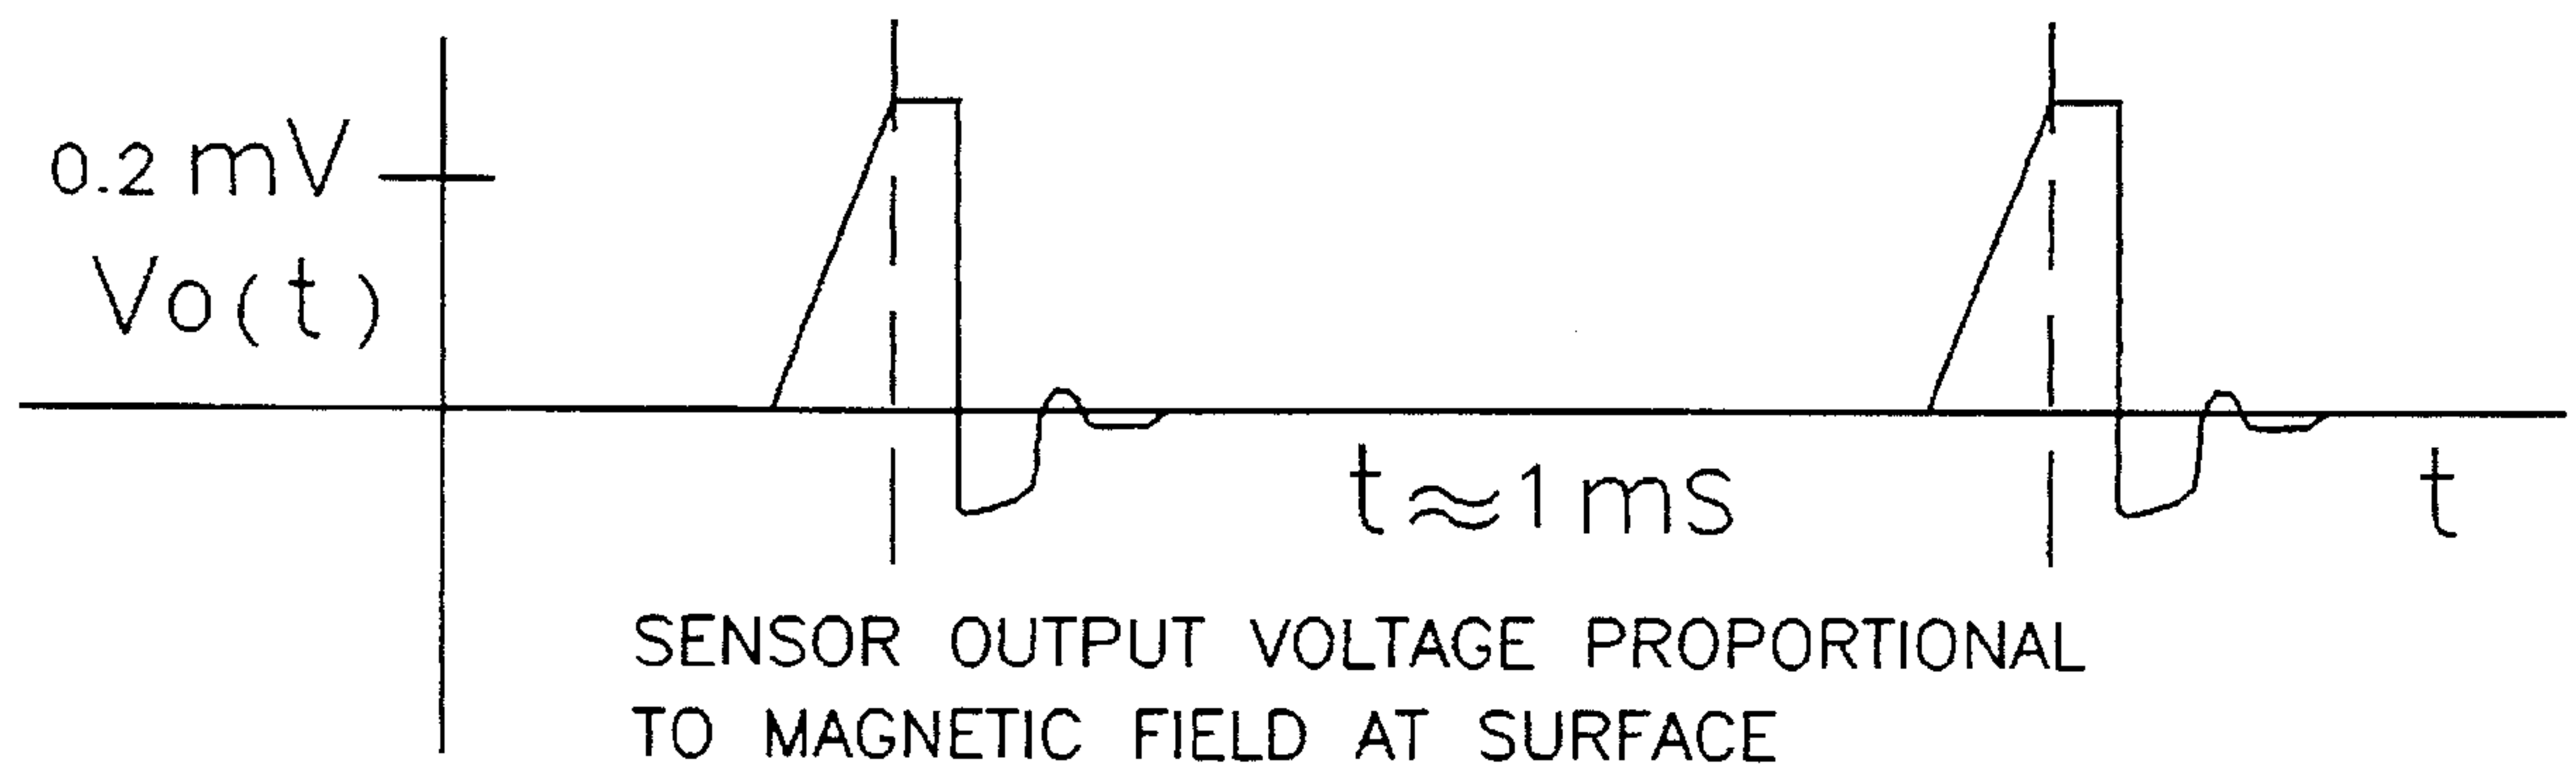 0.2 mV
Vo(t)
t≈1ms
t
SENSOR OUTPUT VOLTAGE PROPORTIONAL
TO MAGNETIC FIELD AT SURFACE